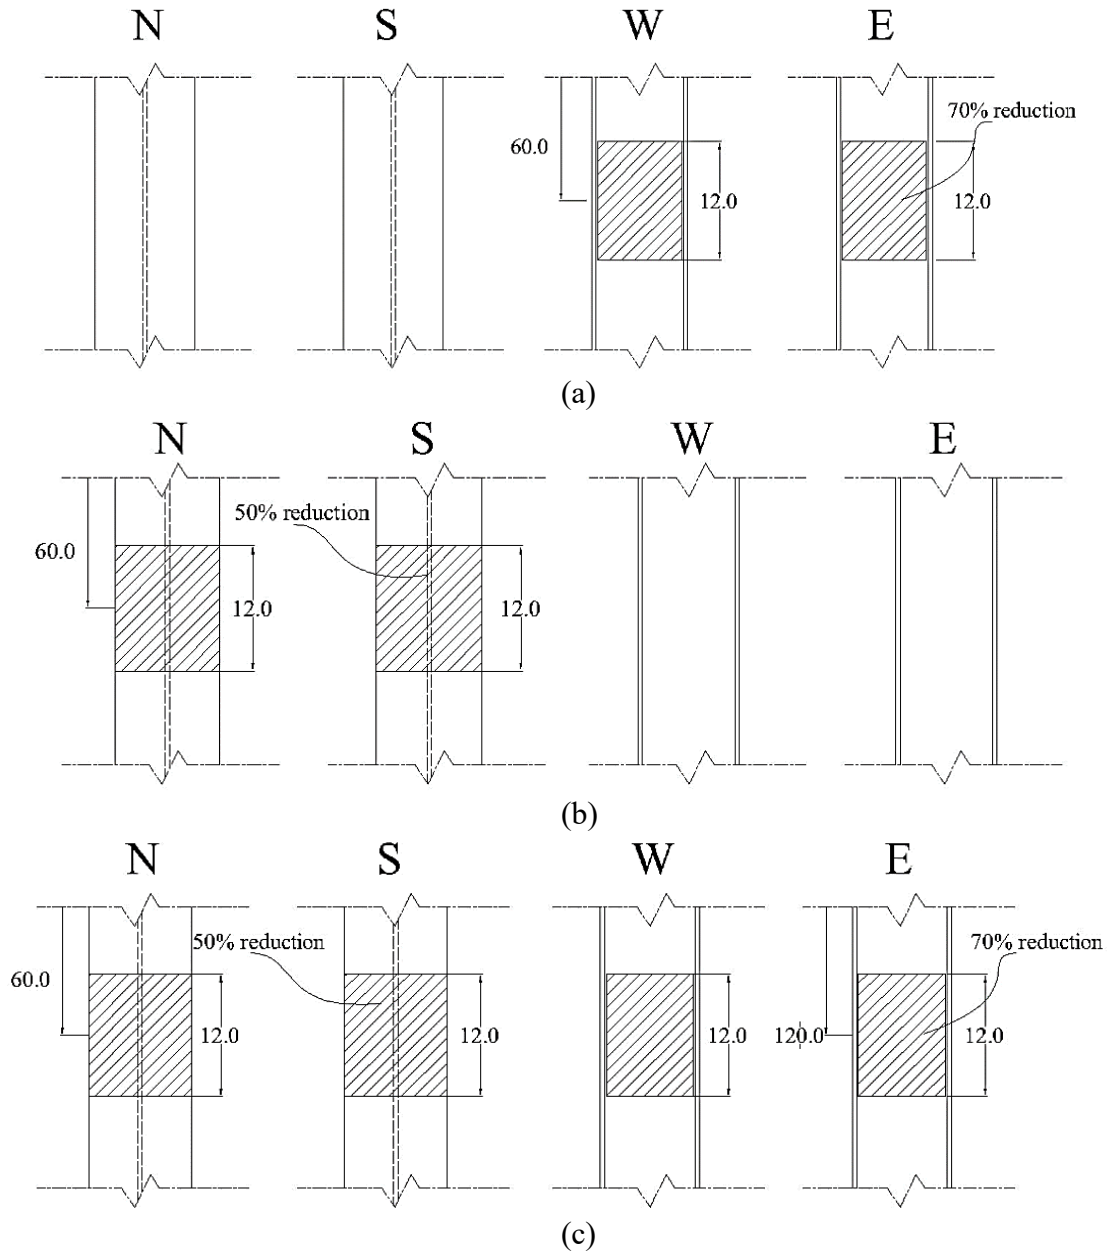 N S W E
70% reduction
60.0 12.0 12.0
(a)
N S W E
50% reduction
60.0 12.0 12.0
(b)
N S W E
50% reduction 70% reduction
60.0 12.0 12.0 12.0 120.0 12.0
(c)